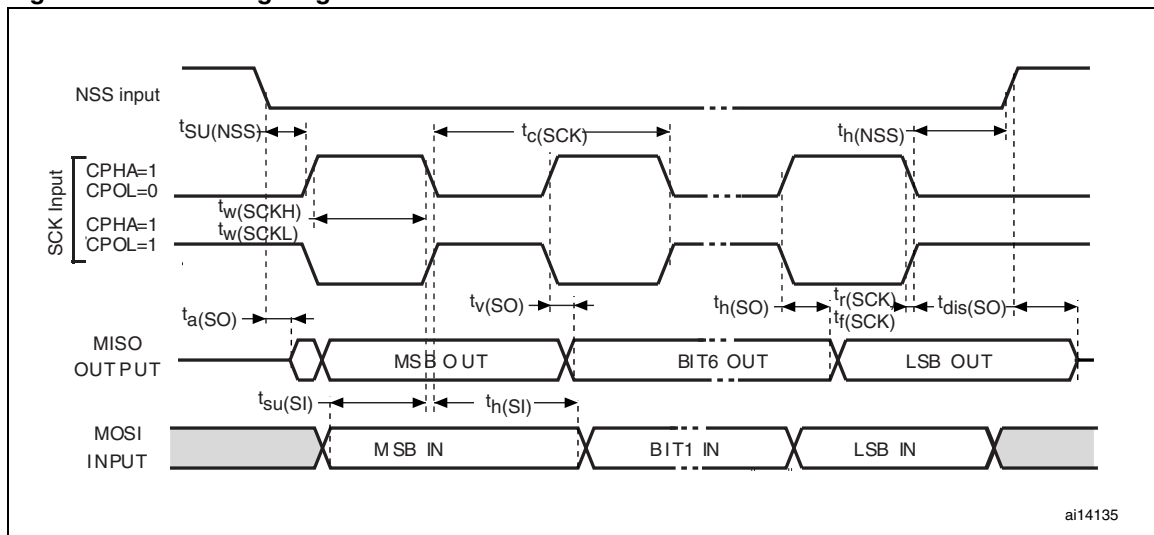 NSS input
tSU(NSS)
tc(SCK)
th(NSS)
SCK Input
CPHA=1
CPOL=0
tw(SCKH)
CPHA=1
tw(SCKL)
CPOL=1
ta(SO)
tv(SO)
th(SO)
tr(SCK)
tf(SCK)
tdis(SO)
MISO
OUTPUT
MSB OUT
BIT6 OUT
LSB OUT
tsu(SI)
th(SI)
MOSI
INPUT
MSB IN
BIT1 IN
LSB IN
ai14135